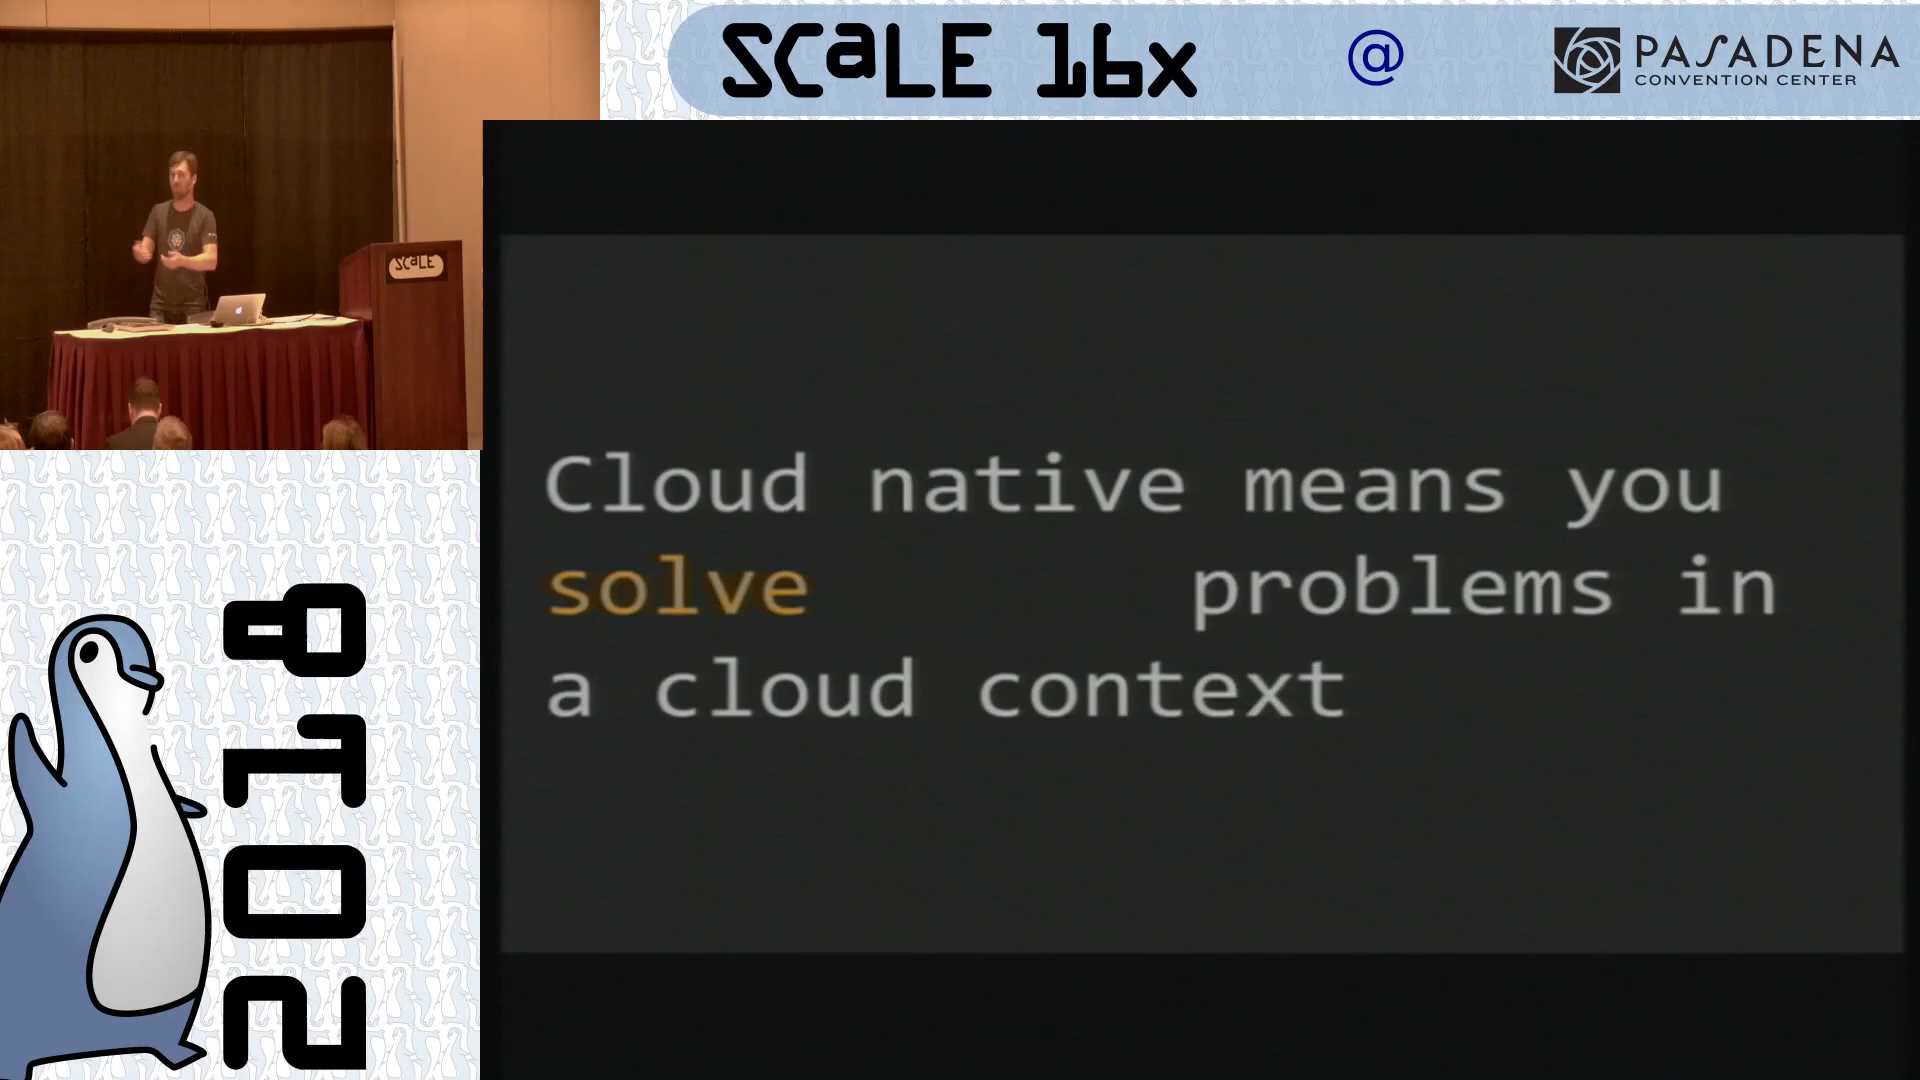 SCALE 16x
@
PASADENA
CONVENTION CENTER
SCALE
Cloud native means you
solve problems in
a cloud context
2018